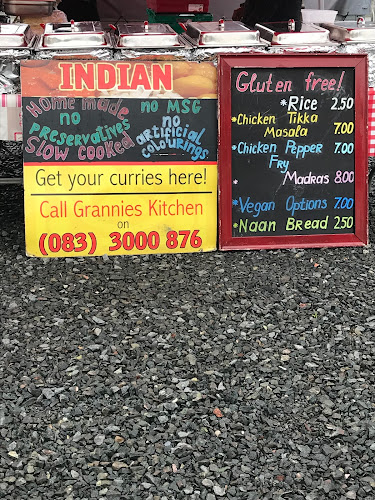 INDIAN
Home made
no MSG
no
Preservatives
no
artificial
colourings
Slow cooked
Get your curries here!
Call Grannies Kitchen
on
(083) 3000 876
Gluten free!
*Rice 2.50
*Chicken Tikka
Masala 7.00
*Chicken Pepper 7.00
Fry
* Madras 8.00
*Vegan Options 7.00
*Naan Bread 2.50